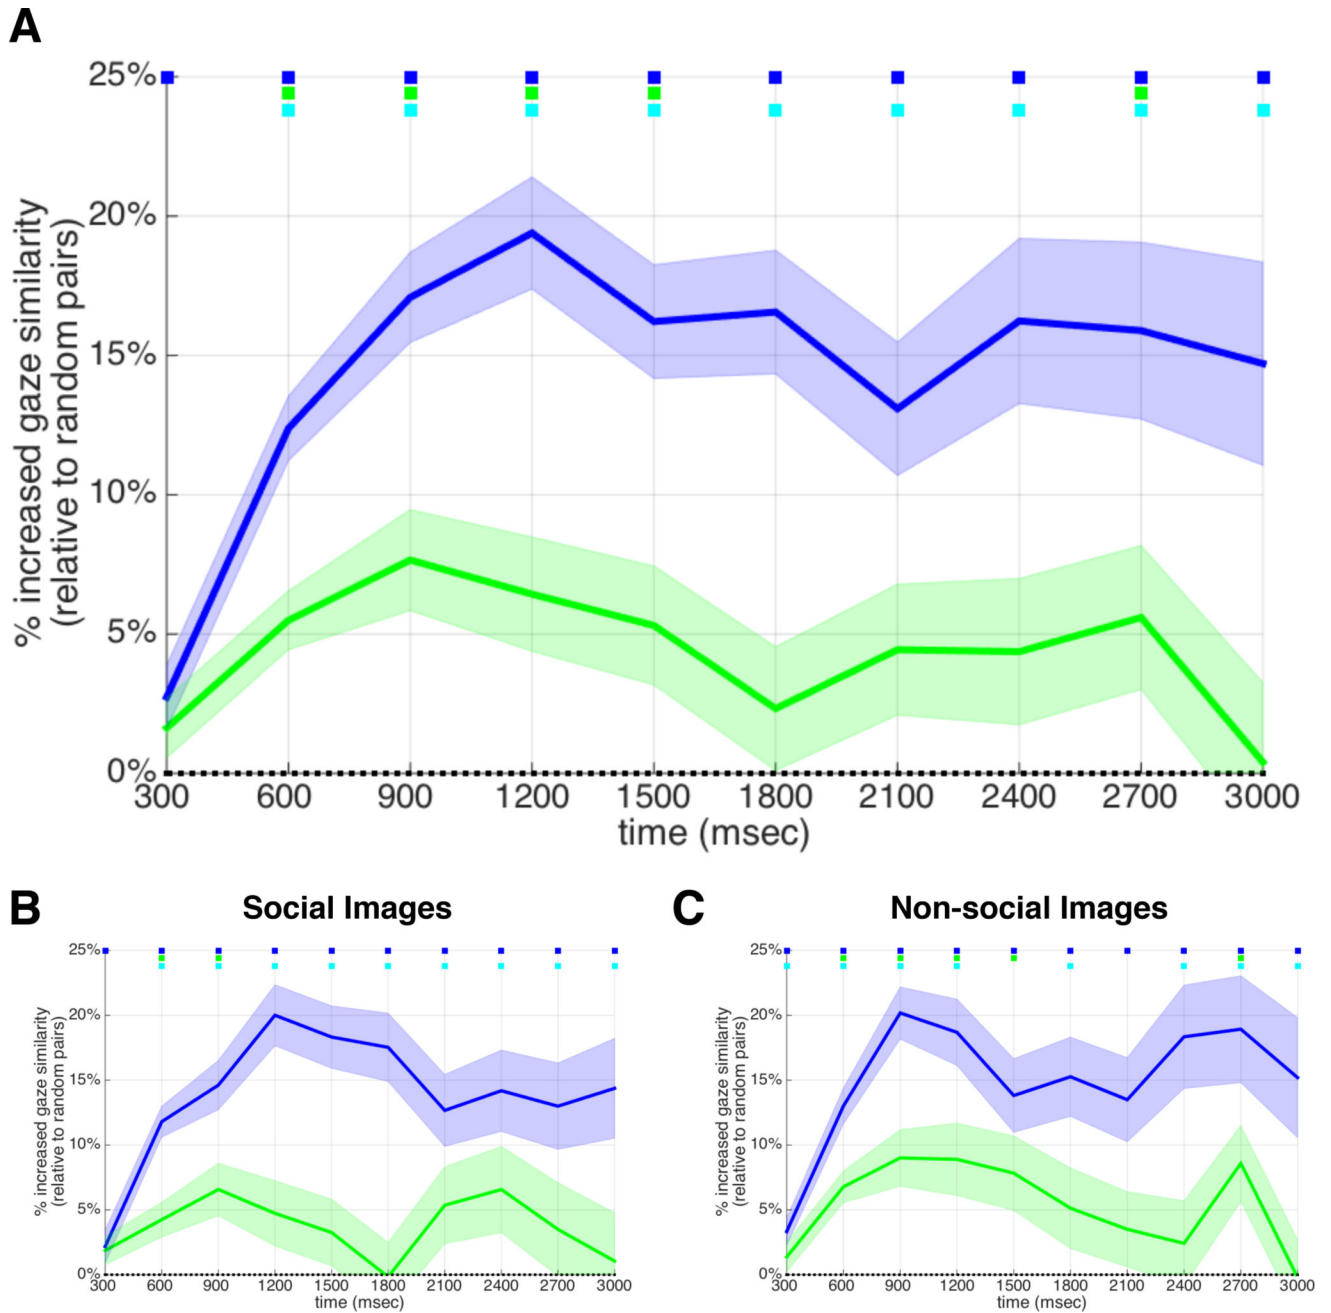 A
25%
20%
15%
10%
5%
0%
% increased gaze similarity
(relative to random pairs)
300 600 900 1200 1500 1800 2100 2400 2700 3000
time (msec)
B
Social Images
25%
20%
15%
10%
5%
0%
% increased gaze similarity
(relative to random pairs)
300 600 900 1200 1500 1800 2100 2400 2700 3000
time (msec)
C
Non-social Images
25%
20%
15%
10%
5%
0%
% increased gaze similarity
(relative to random pairs)
300 600 900 1200 1500 1800 2100 2400 2700 3000
time (msec)